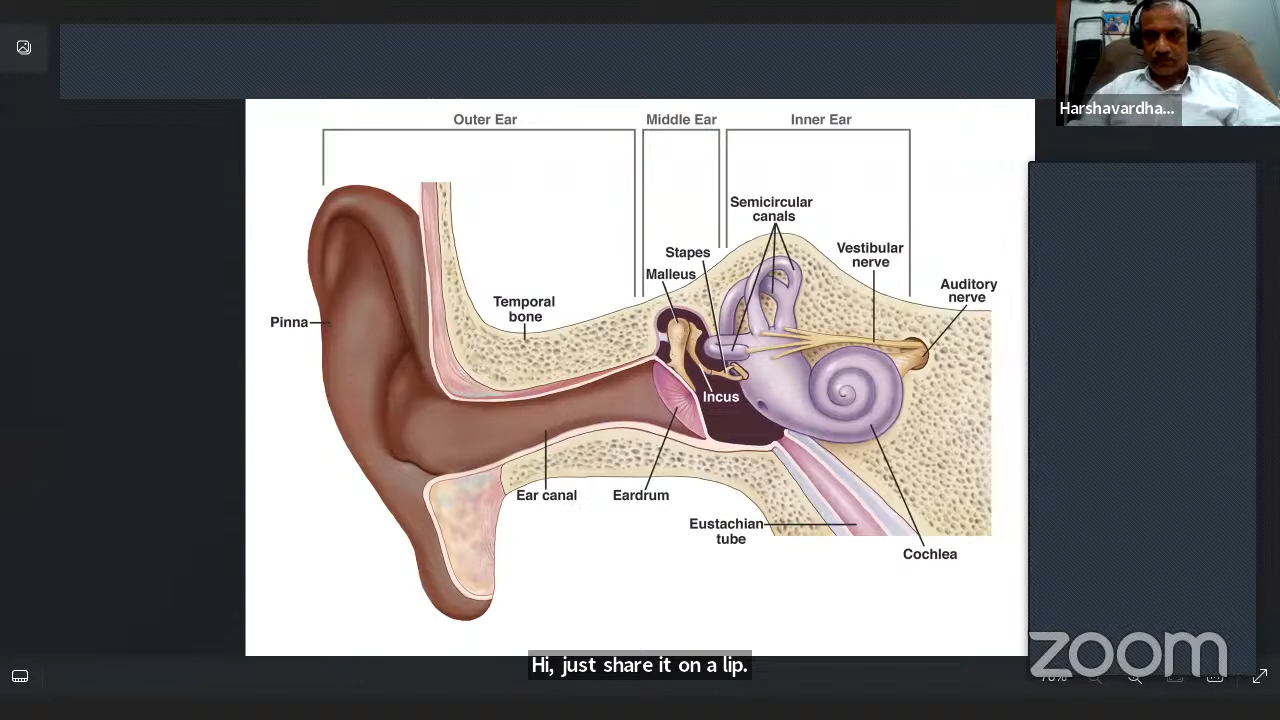 Harshavardha...
Outer Ear
Middle Ear
Inner Ear
Semicircular
canals
Stapes
Vestibular
nerve
Malleus
Auditory
nerve
Temporal
bone
Pinna
Incus
Ear canal
Eardrum
Eustachian
tube
Cochlea
Hi, just share it on a lip.
zoom